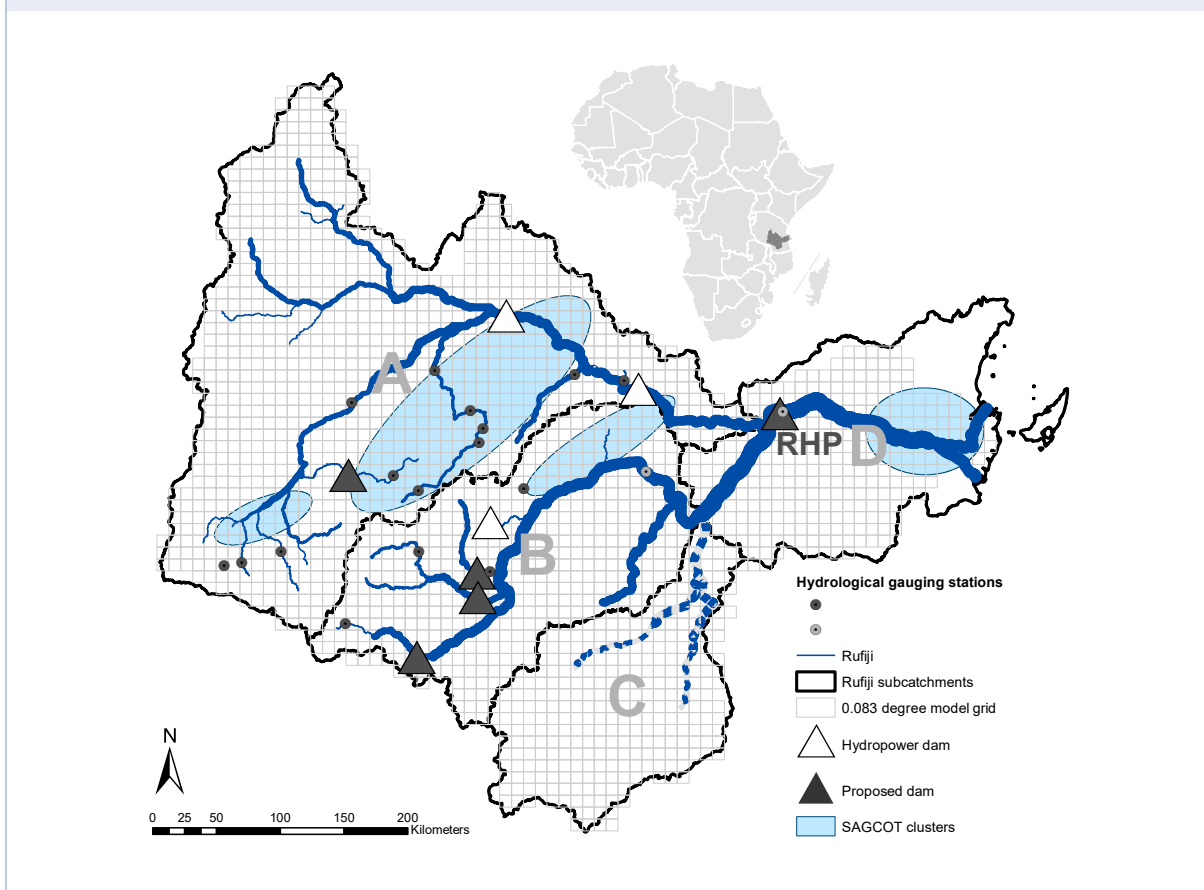 A
RHP
D
B
Hydrological gauging stations
Rufiji
Rufiji subcatchments
C
0.083 degree model grid
N
Hydropower dam
Proposed dam
0 25 50 100 150 200
Kilometers
SAGCOT clusters